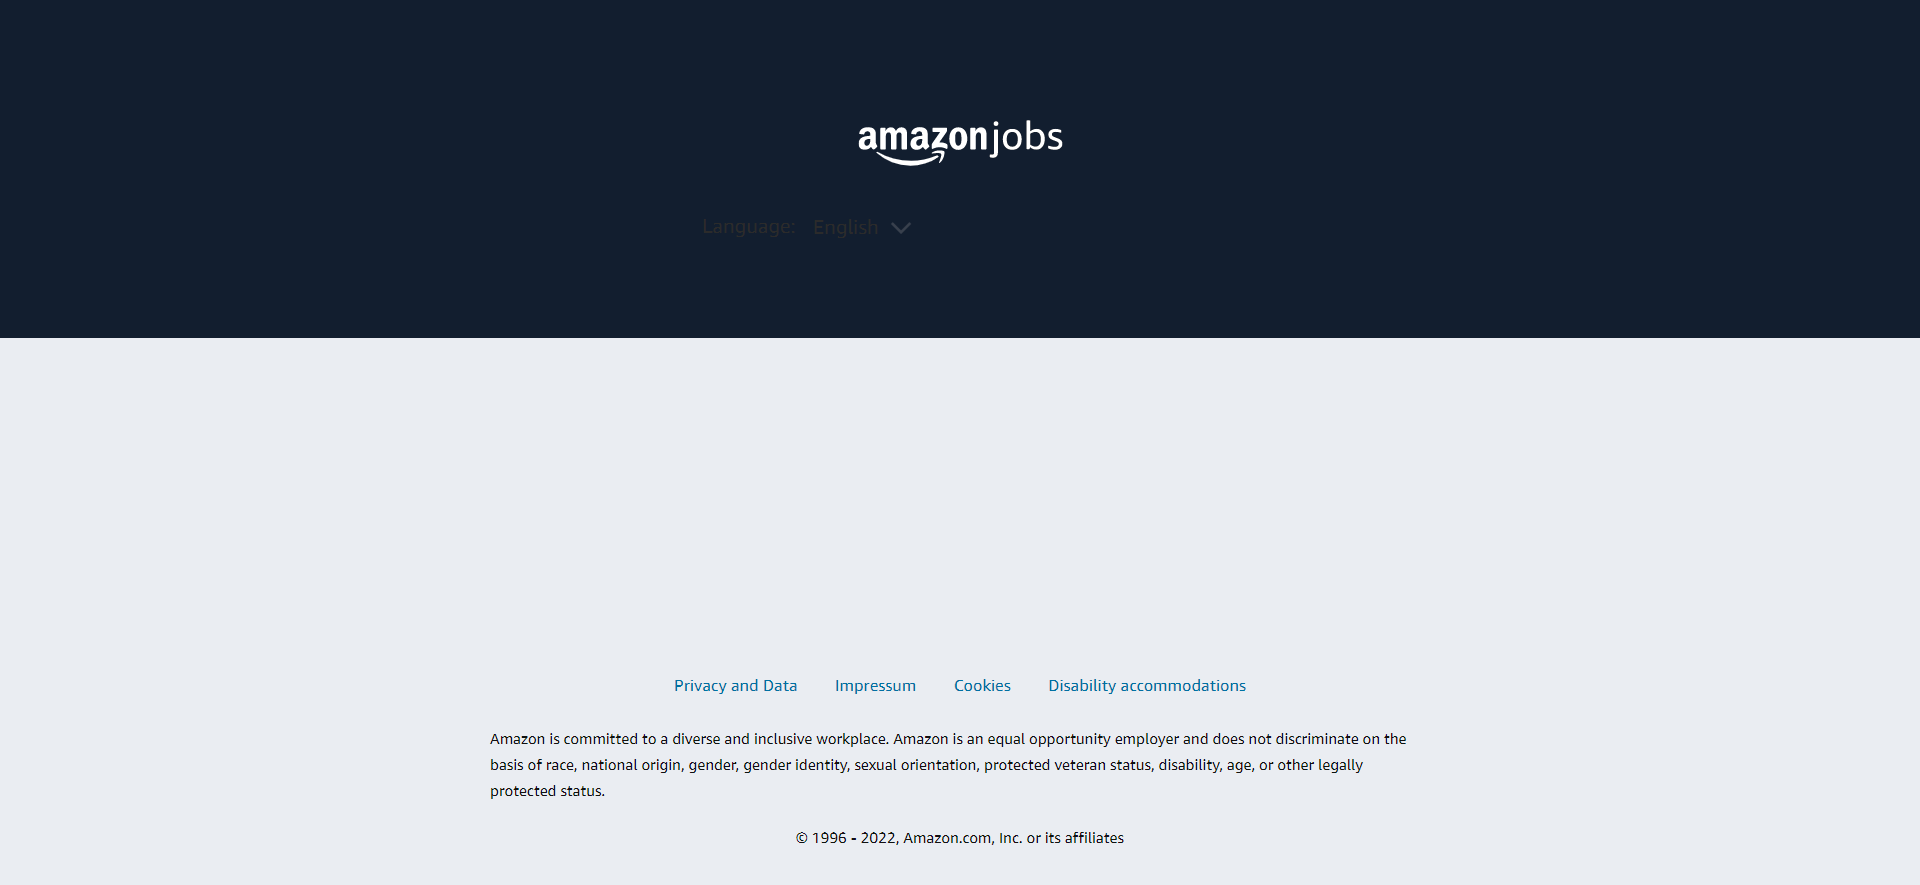 amazonjobs
Language: English
Privacy and Data Impressum Cookies Disability accommodations
Amazon is committed to a diverse and inclusive workplace. Amazon is an equal opportunity employer and does not discriminate on the
basis of race, national origin, gender, gender identity, sexual orientation, protected veteran status, disability, age, or other legally
protected status.
© 1996 - 2022, Amazon.com, Inc. or its affiliates